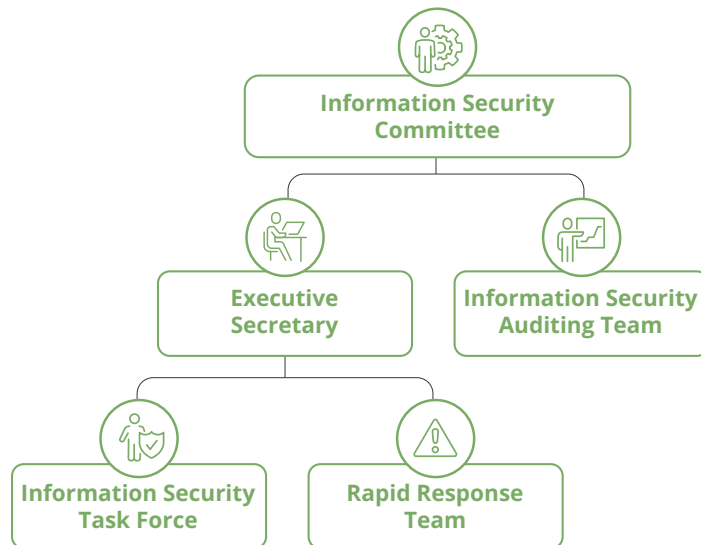 Information Security
Committee
Executive
Secretary
Information Security
Auditing Team
Information Security
Task Force
Rapid Response
Team